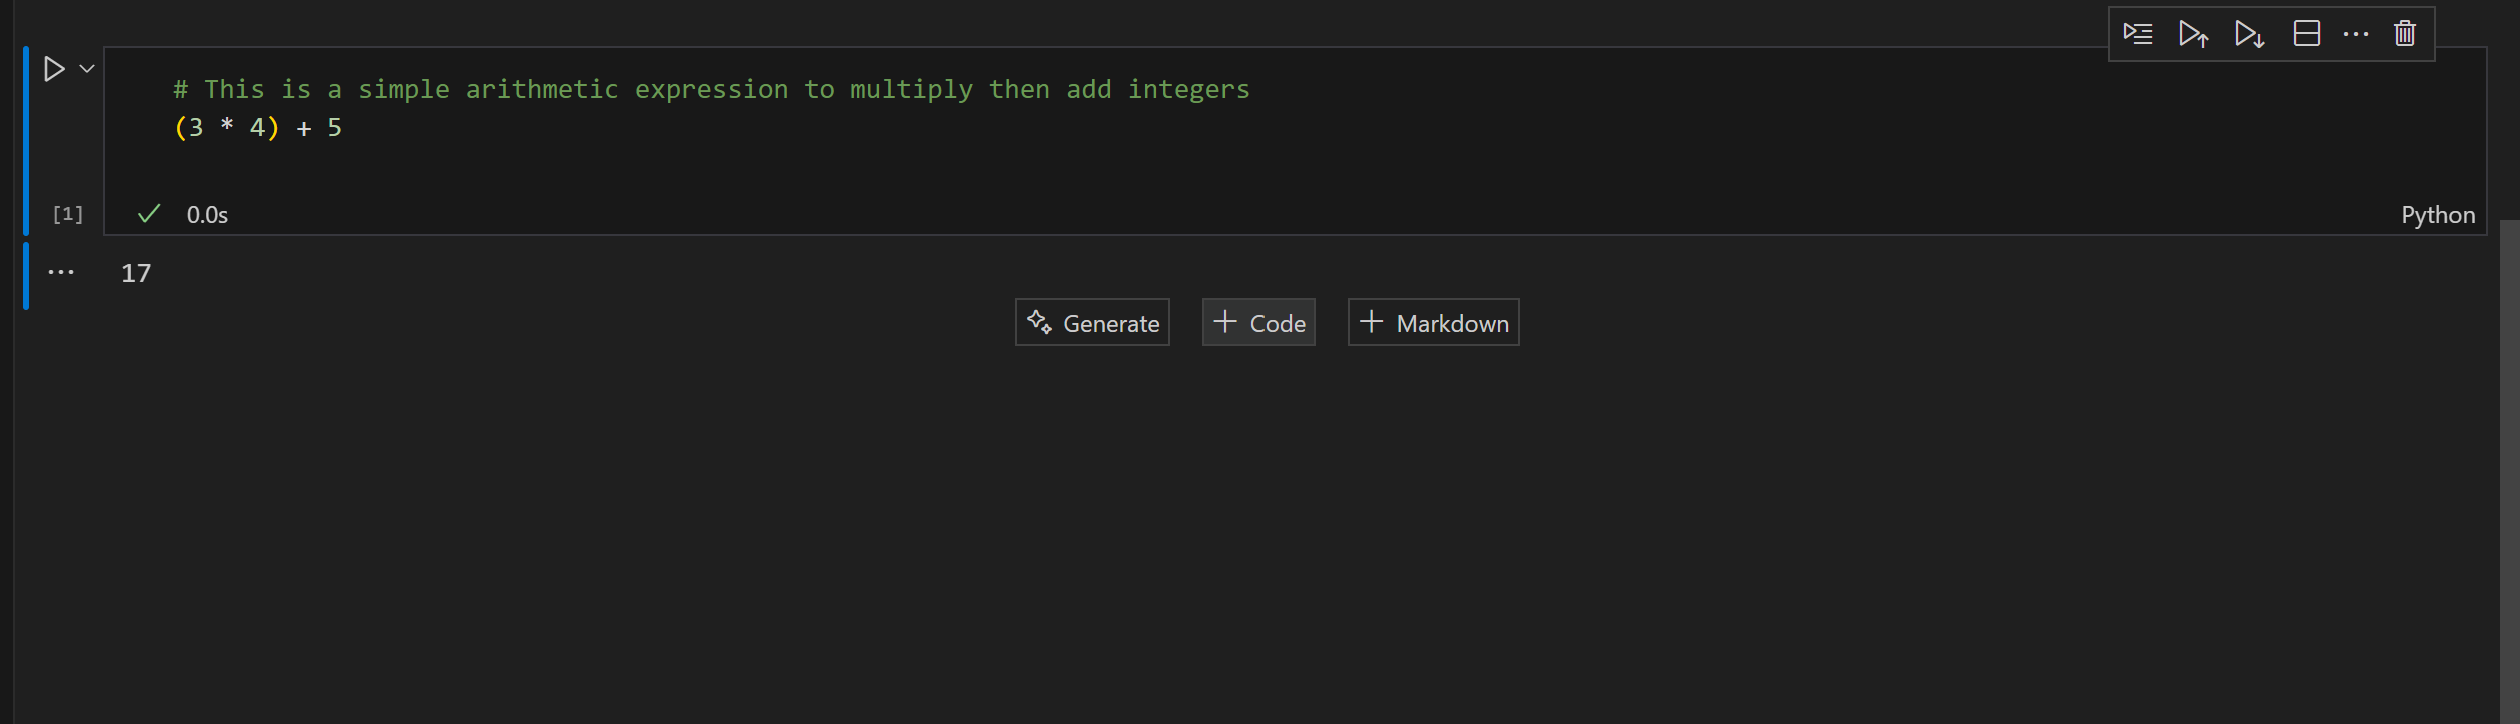 # This is a simple arithmetic expression to multiply then add integers
(3 * 4) + 5
[1] 0.0s Python
17
Generate + Code + Markdown